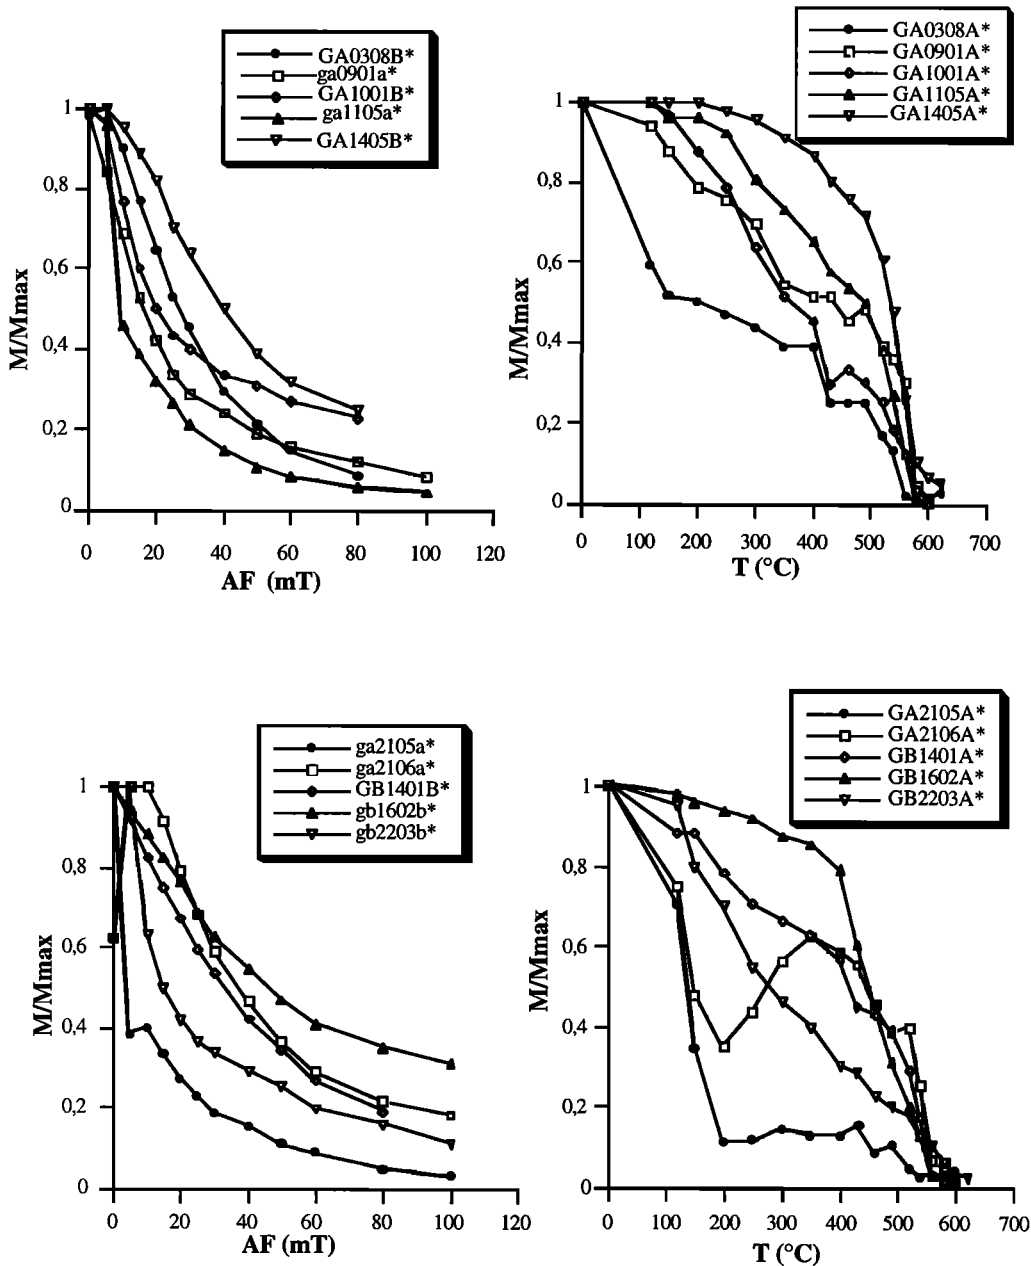 GA0308B*
ga0901a*
GA1001B*
ga1105a*
GA1405B*
1
0,8
0,6
0,4
0,2
0
M/Mmax
0 20 40 60 80 100 120
AF (mT)
GA0308A*
GA0901A*
GA1001A*
GA1105A*
GA1405A*
1
0,8
0,6
0,4
0,2
0
M/Mmax
0 100 200 300 400 500 600 700
T (°C)
ga2105a*
ga2106a*
GB1401B*
gb1602b*
gb2203b*
1
0,8
0,6
0,4
0,2
0
M/Mmax
0 20 40 60 80 100 120
AF (mT)
GA2105A*
GA2106A*
GB1401A*
GB1602A*
GB2203A*
1
0,8
0,6
0,4
0,2
0
M/Mmax
0 100 200 300 400 500 600 700
T (°C)